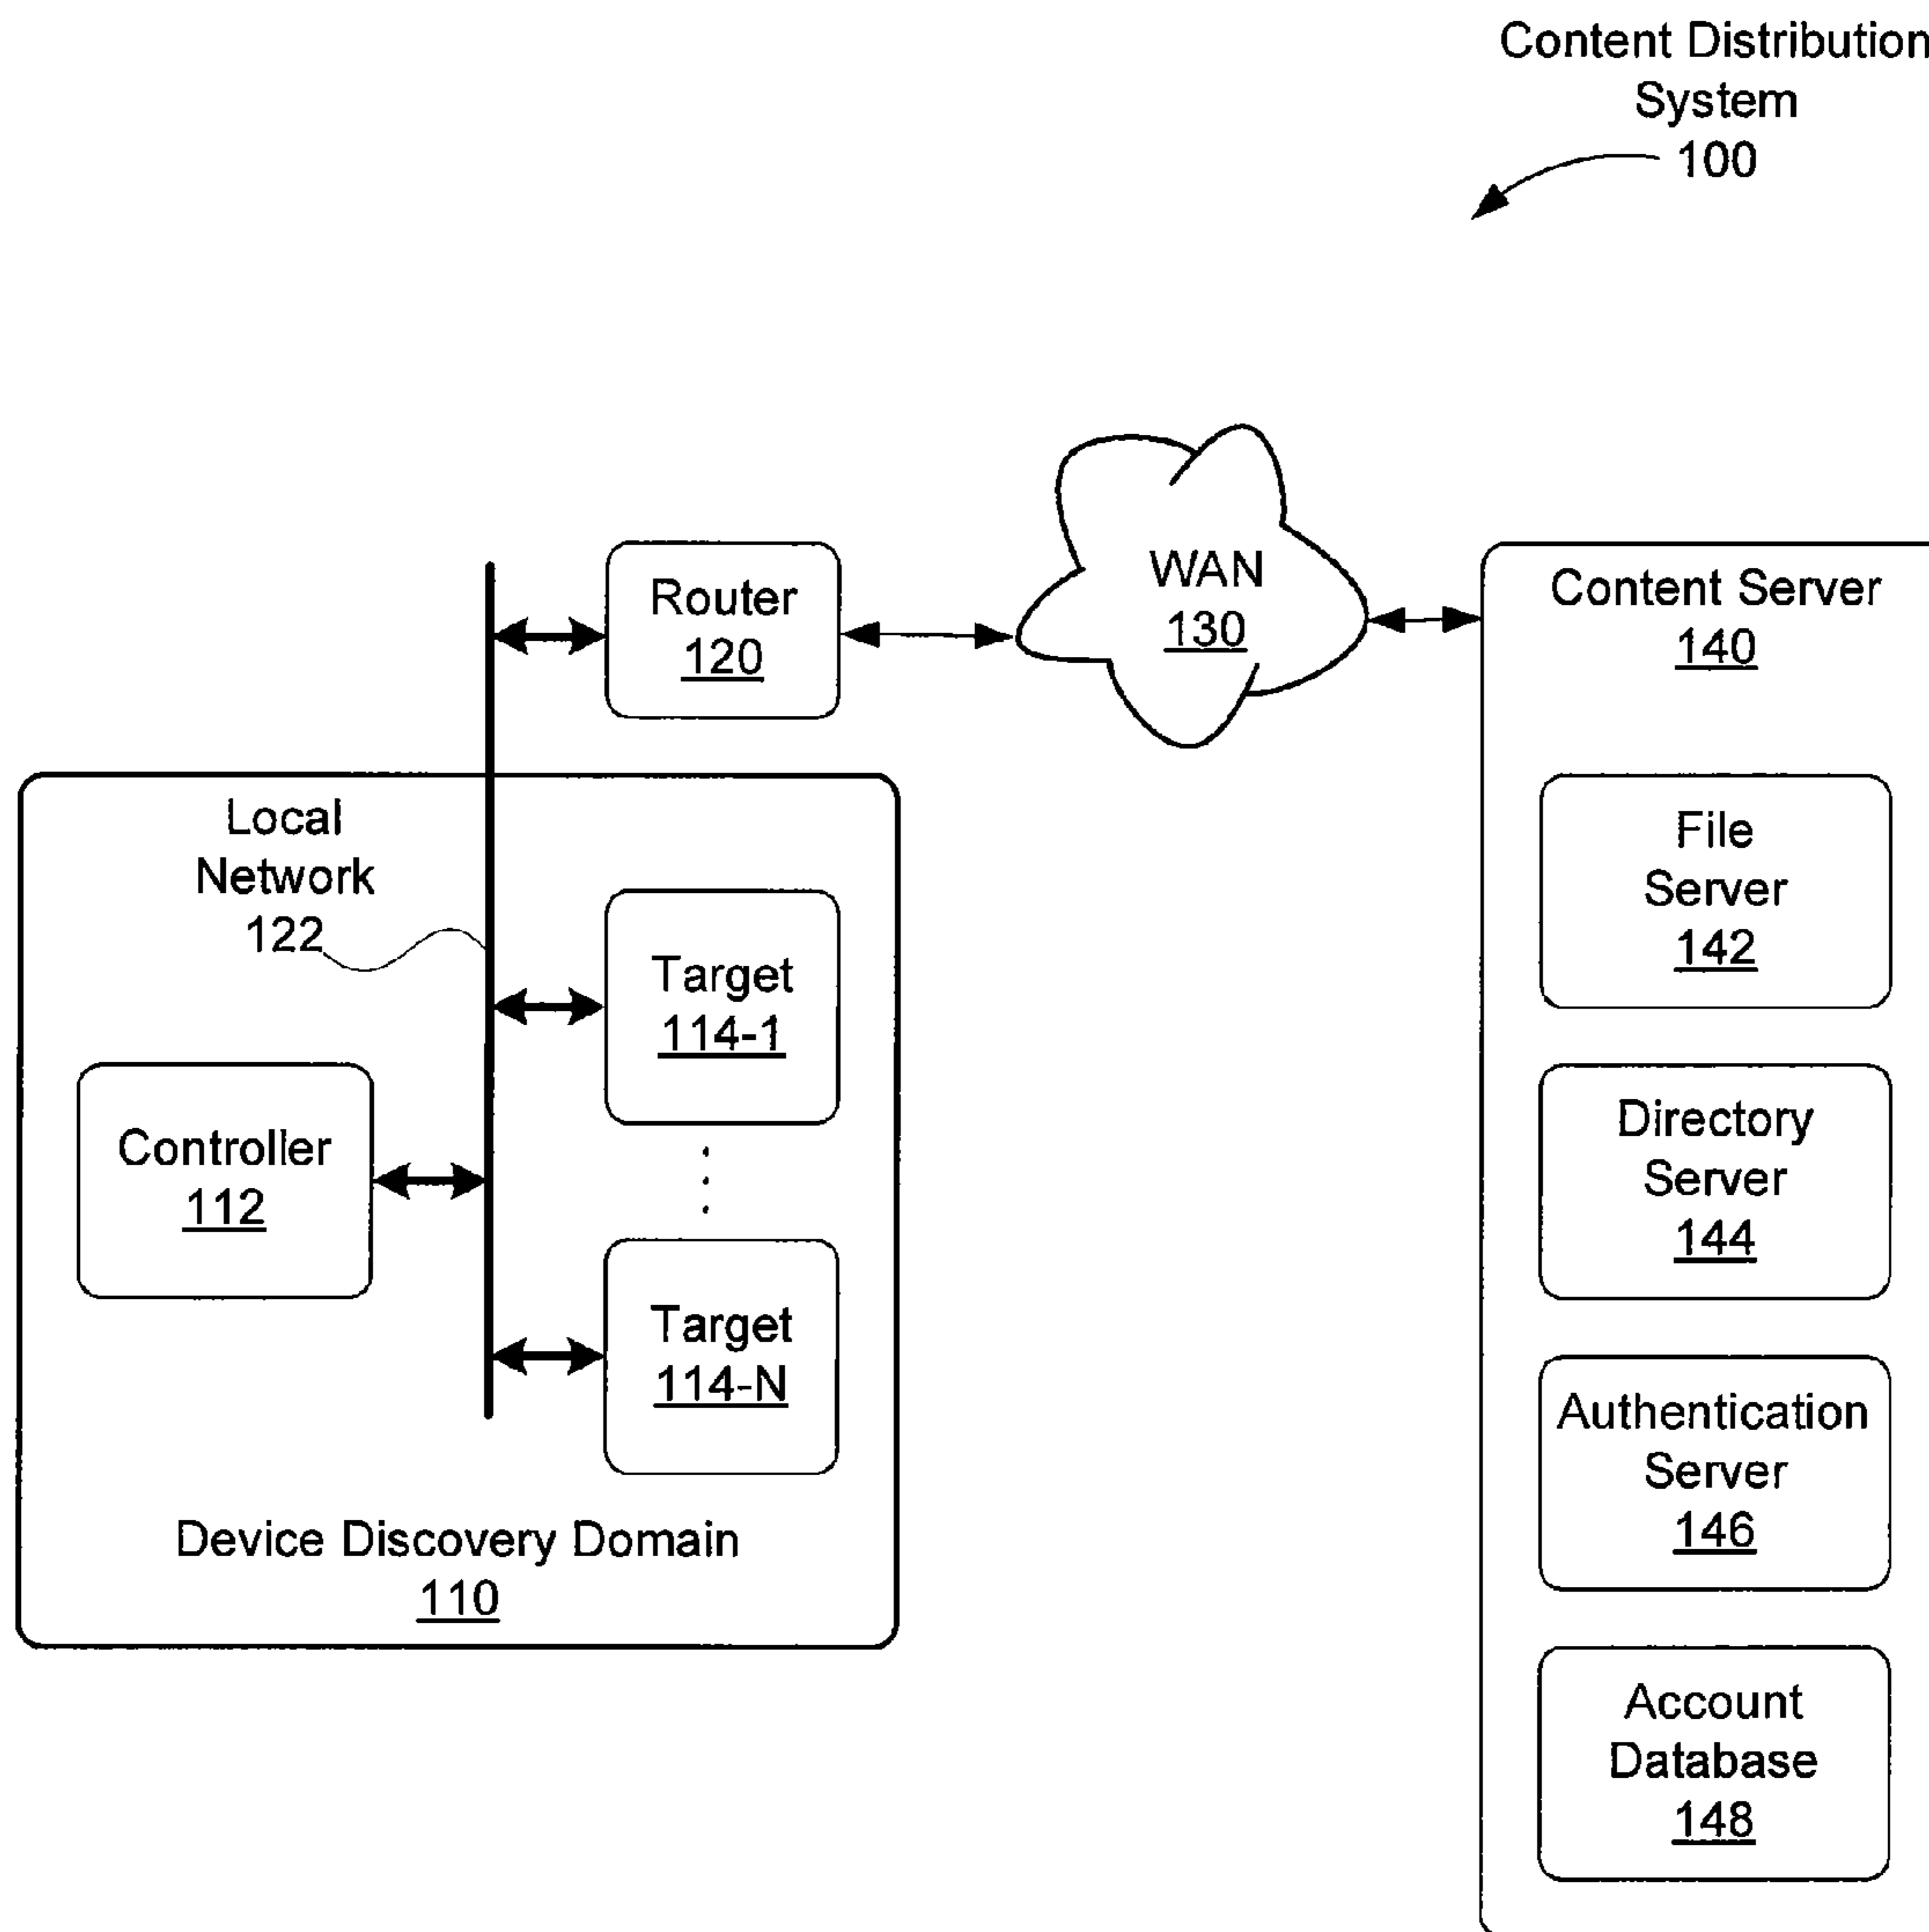 Content Distribution
System
100
WAN
130
Router
120
Content Server
140
Local
Network
122
File
Server
142
Target
114-1
Controller
112
Directory
Server
144
Target
114-N
Authentication
Server
146
Device Discovery Domain
110
Account
Database
148